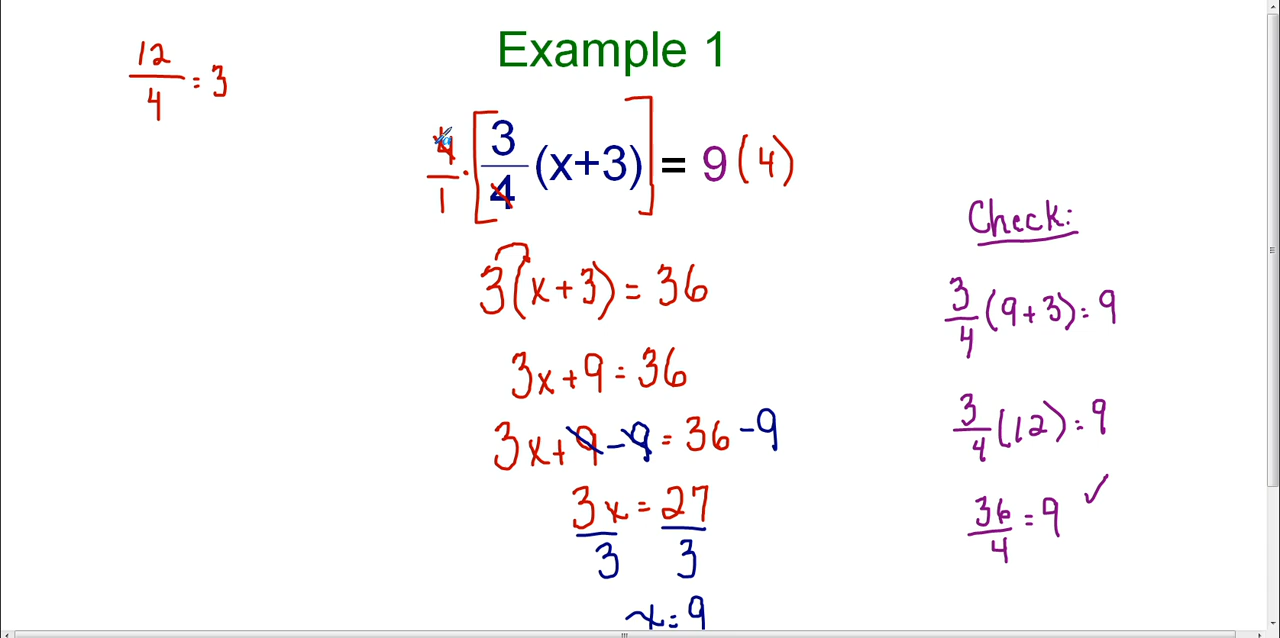 Example 1
12/4 = 3
4/1 · [3/4 (x+3)] = 9(4)
3(x+3) = 36
3x+9 = 36
3x+9-9 = 36-9
3x/3 = 27/3
x = 9
Check:
3/4 (9+3) = 9
3/4 (12) = 9
36/4 = 9 ✓